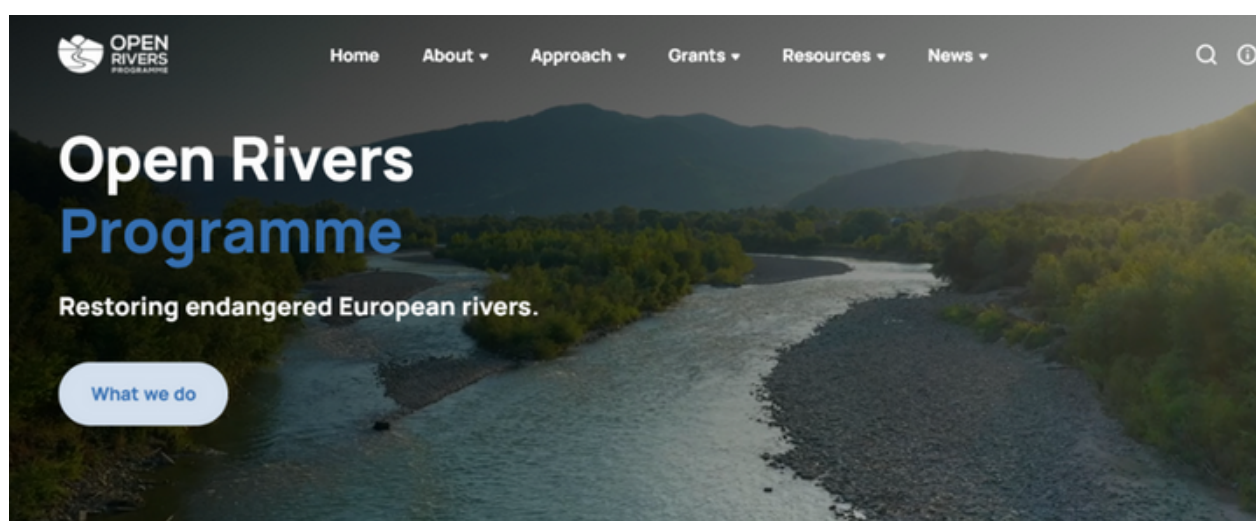 OPEN
RIVERS
PROGRAMME
Home About Approach Grants Resources News
Open Rivers
Programme
Restoring endangered European rivers.
What we do